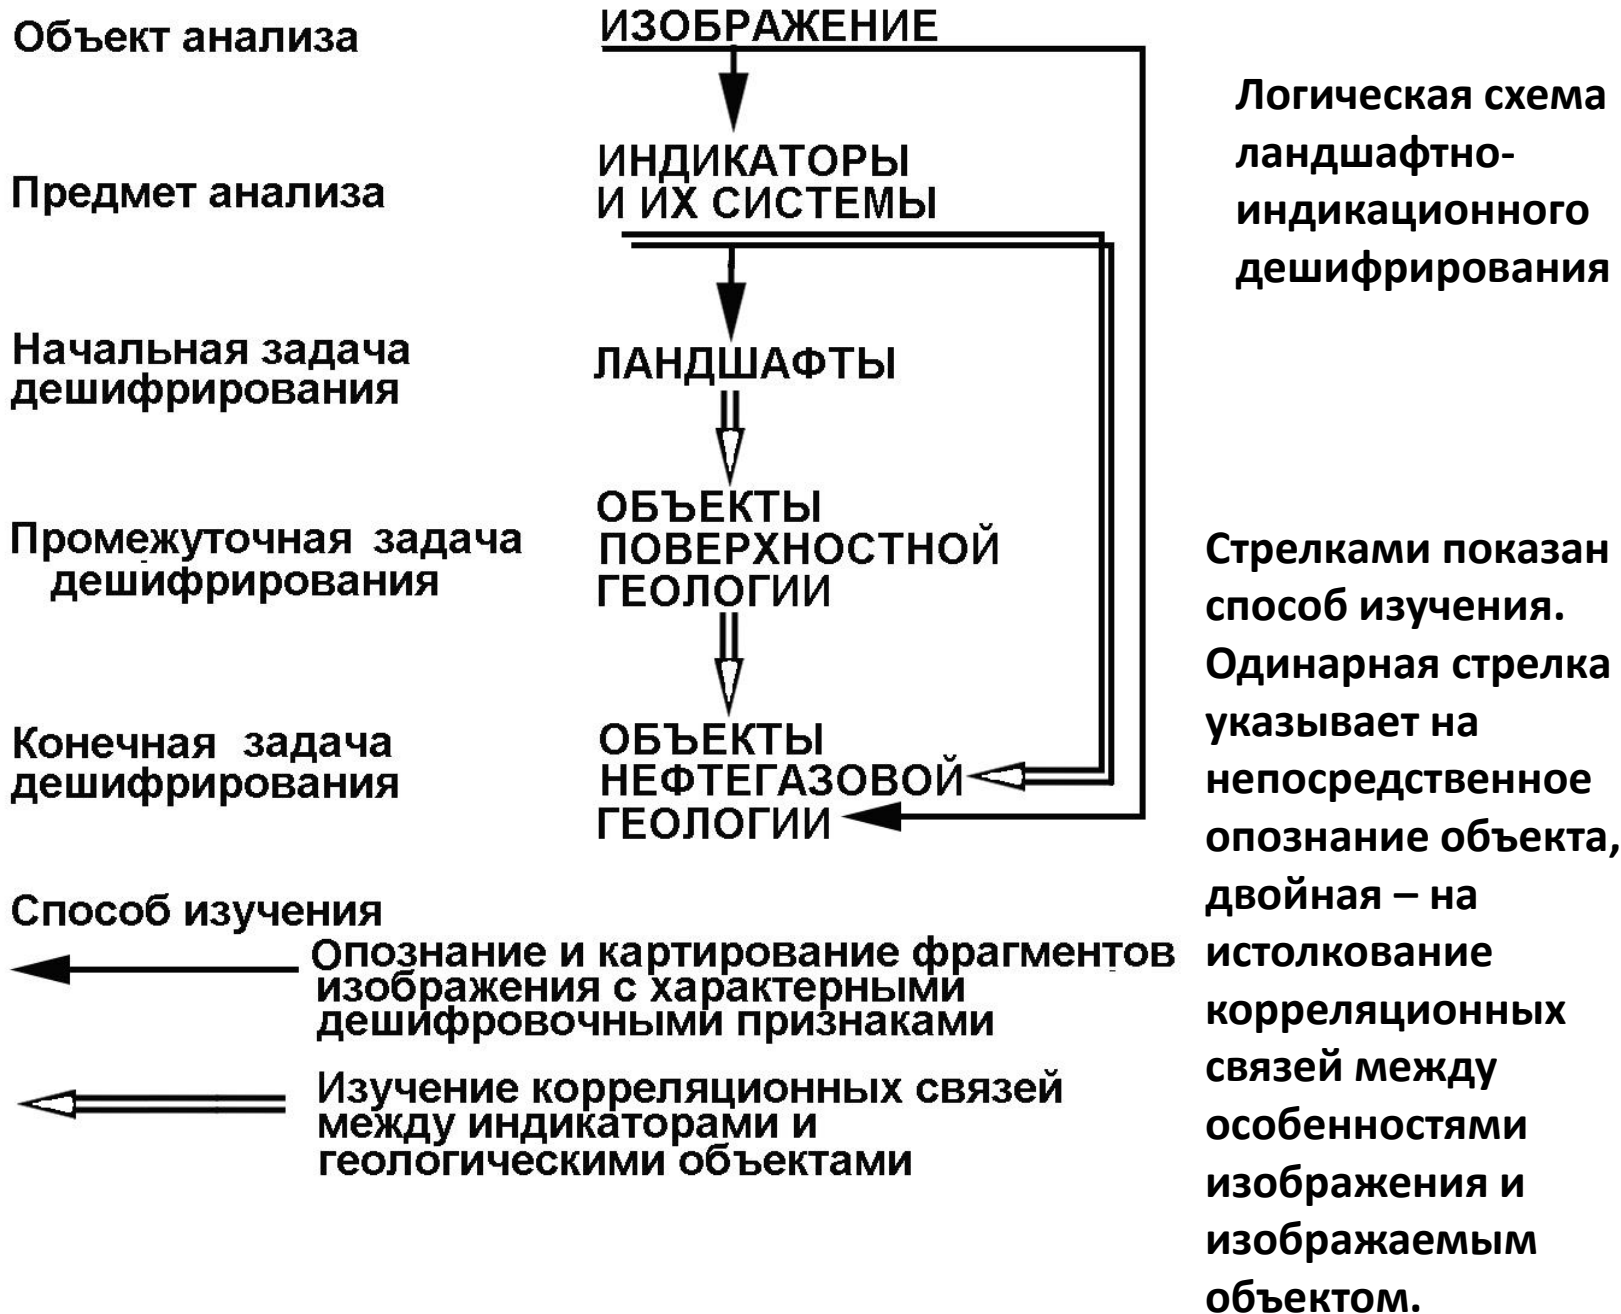 Объект анализа
ИЗОБРАЖЕНИЕ
Предмет анализа
ИНДИКАТОРЫ
И ИХ СИСТЕМЫ
Начальная задача
дешифрирования
ЛАНДШАФТЫ
Промежуточная задача
дешифрирования
ОБЪЕКТЫ
ПОВЕРХНОСТНОЙ
ГЕОЛОГИИ
Конечная задача
дешифрирования
ОБЪЕКТЫ
НЕФТЕГАЗОВОЙ
ГЕОЛОГИИ
Способ изучения
Опознание и картирование фрагментов
изображения с характерными
дешифровочными признаками
Изучение корреляционных связей
между индикаторами и
геологическими объектами
Логическая схема
ландшафтно-
индикационного
дешифрирования
Стрелками показан
способ изучения.
Одинарная стрелка
указывает на
непосредственное
опознание объекта,
двойная – на
истолкование
корреляционных
связей между
особенностями
изображения и
изображаемым
объектом.